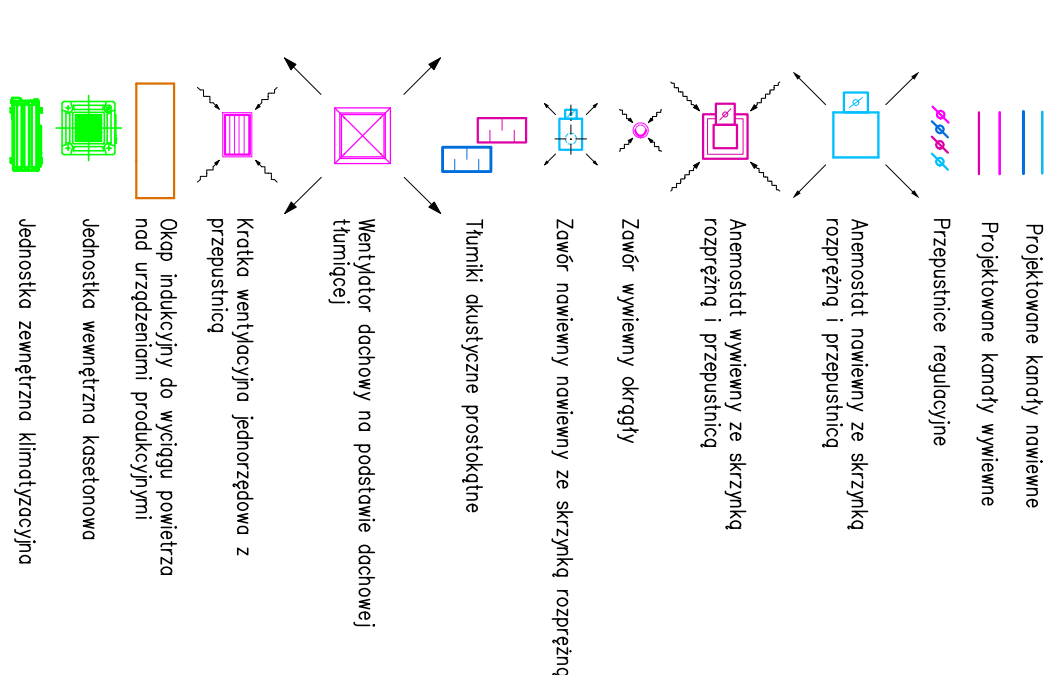 Projektowane kanały nawiewne
Projektowane kanały wywiewne
Przepustnice regulacyjne
Anemostat nawiewny ze skrzynką
rozprężną i przepustnicą
Anemostat wywiewny ze skrzynką
rozprężną i przepustnicą
Zawór wywiewny okrągły
Zawór nawiewny nawiewny ze skrzynką rozprężną
Tłumiki akustyczne prostokątne
Wentylator dachowy na podstawie dachowej
tłumiącej
Kratka wentylacyjna jednorzędowa z
przepustnicą
Okap indukcyjny do wyciągu powietrza
nad urządzeniami produkcyjnymi
Jednostka wewnętrzna kasetonowa
Jednostka zewnętrzna klimatyzacyjna